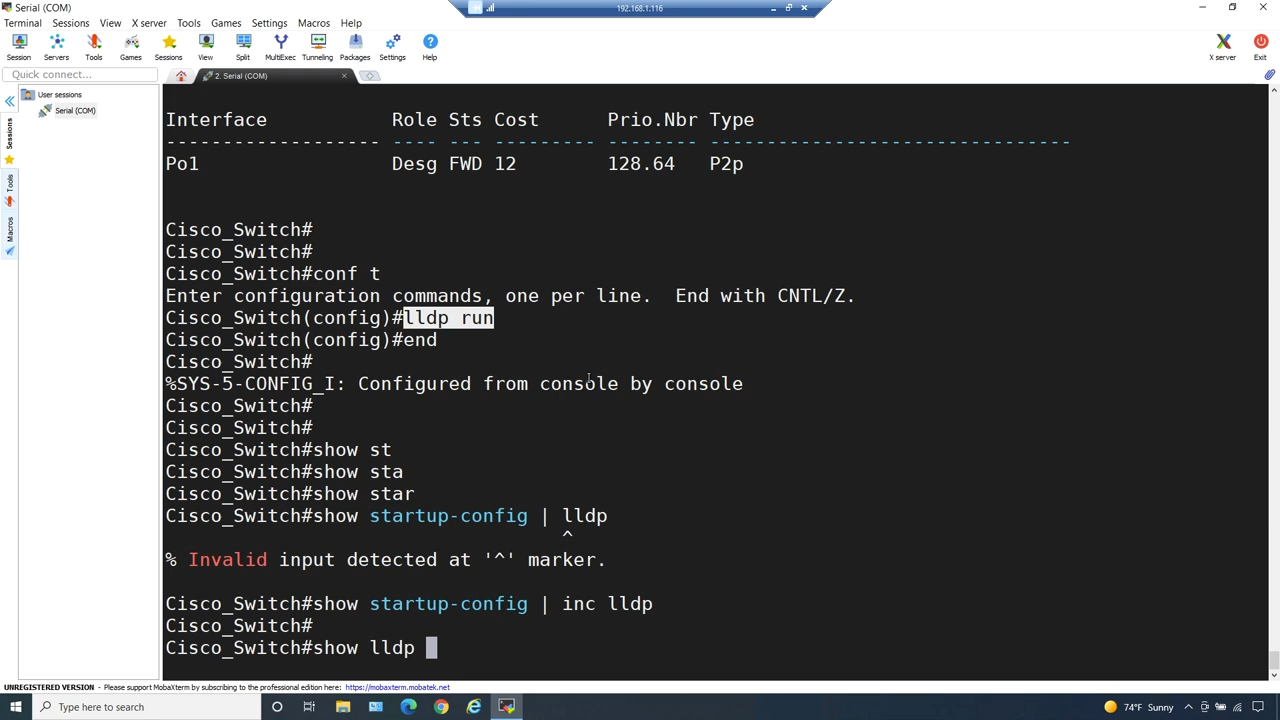 Serial (COM)
192.168.1.116
Terminal Sessions View X server Tools Games Settings Macros Help
Session Servers Tools Games Sessions View Split MultiExec Tunneling Packages Settings Help X server Exit
Quick connect...
2. Serial (COM)
User sessions
Serial (COM)
Sessions
Tools
Macros
Interface Role Sts Cost Prio.Nbr Type
------------------- ---- --- --------- -------- --------------------------------
Po1 Desg FWD 12 128.64 P2p
Cisco_Switch#
Cisco_Switch#
Cisco_Switch#conf t
Enter configuration commands, one per line. End with CNTL/Z.
Cisco_Switch(config)#lldp run
Cisco_Switch(config)#end
Cisco_Switch#
%SYS-5-CONFIG_I: Configured from console by console
Cisco_Switch#
Cisco_Switch#
Cisco_Switch#show st
Cisco_Switch#show sta
Cisco_Switch#show star
Cisco_Switch#show startup-config | lldp
^
% Invalid input detected at '^' marker.
Cisco_Switch#show startup-config | inc lldp
Cisco_Switch#
Cisco_Switch#show lldp
UNREGISTERED VERSION - Please support MobaXterm by subscribing to the professional edition here: https://mobaxterm.mobatek.net
Type here to search
74°F Sunny